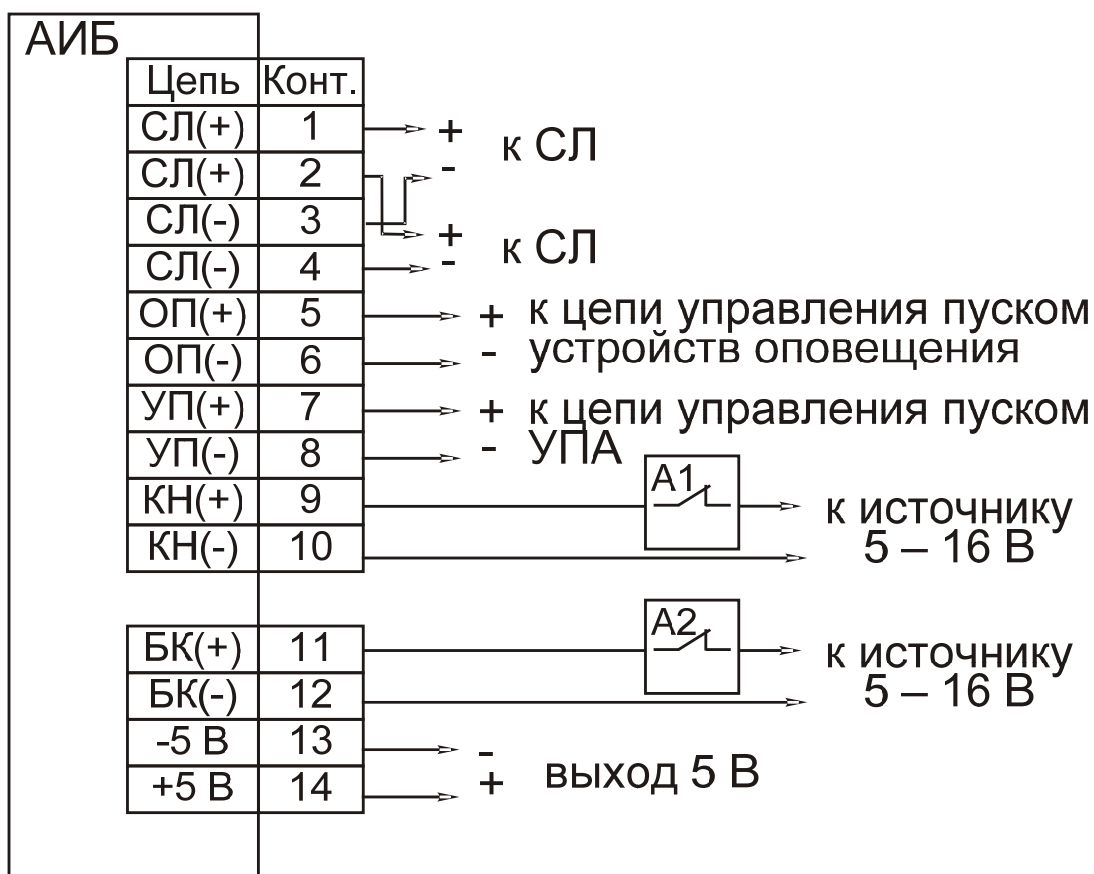 АИБ
Цепь Конт.
СЛ(+) 1 +
к СЛ
СЛ(+) 2 -
СЛ(-) 3 +
к СЛ
СЛ(-) 4 -
ОП(+) 5 + к цепи управления пуском
ОП(-) 6 - устройств оповещения
УП(+) 7 + к цепи управления пуском
УП(-) 8 - УПА
А1
КН(+) 9 к источнику
КН(-) 10 5 – 16 В
А2
БК(+) 11 к источнику
БК(-) 12 5 – 16 В
-5 В 13 -
выход 5 В
+5 В 14 +